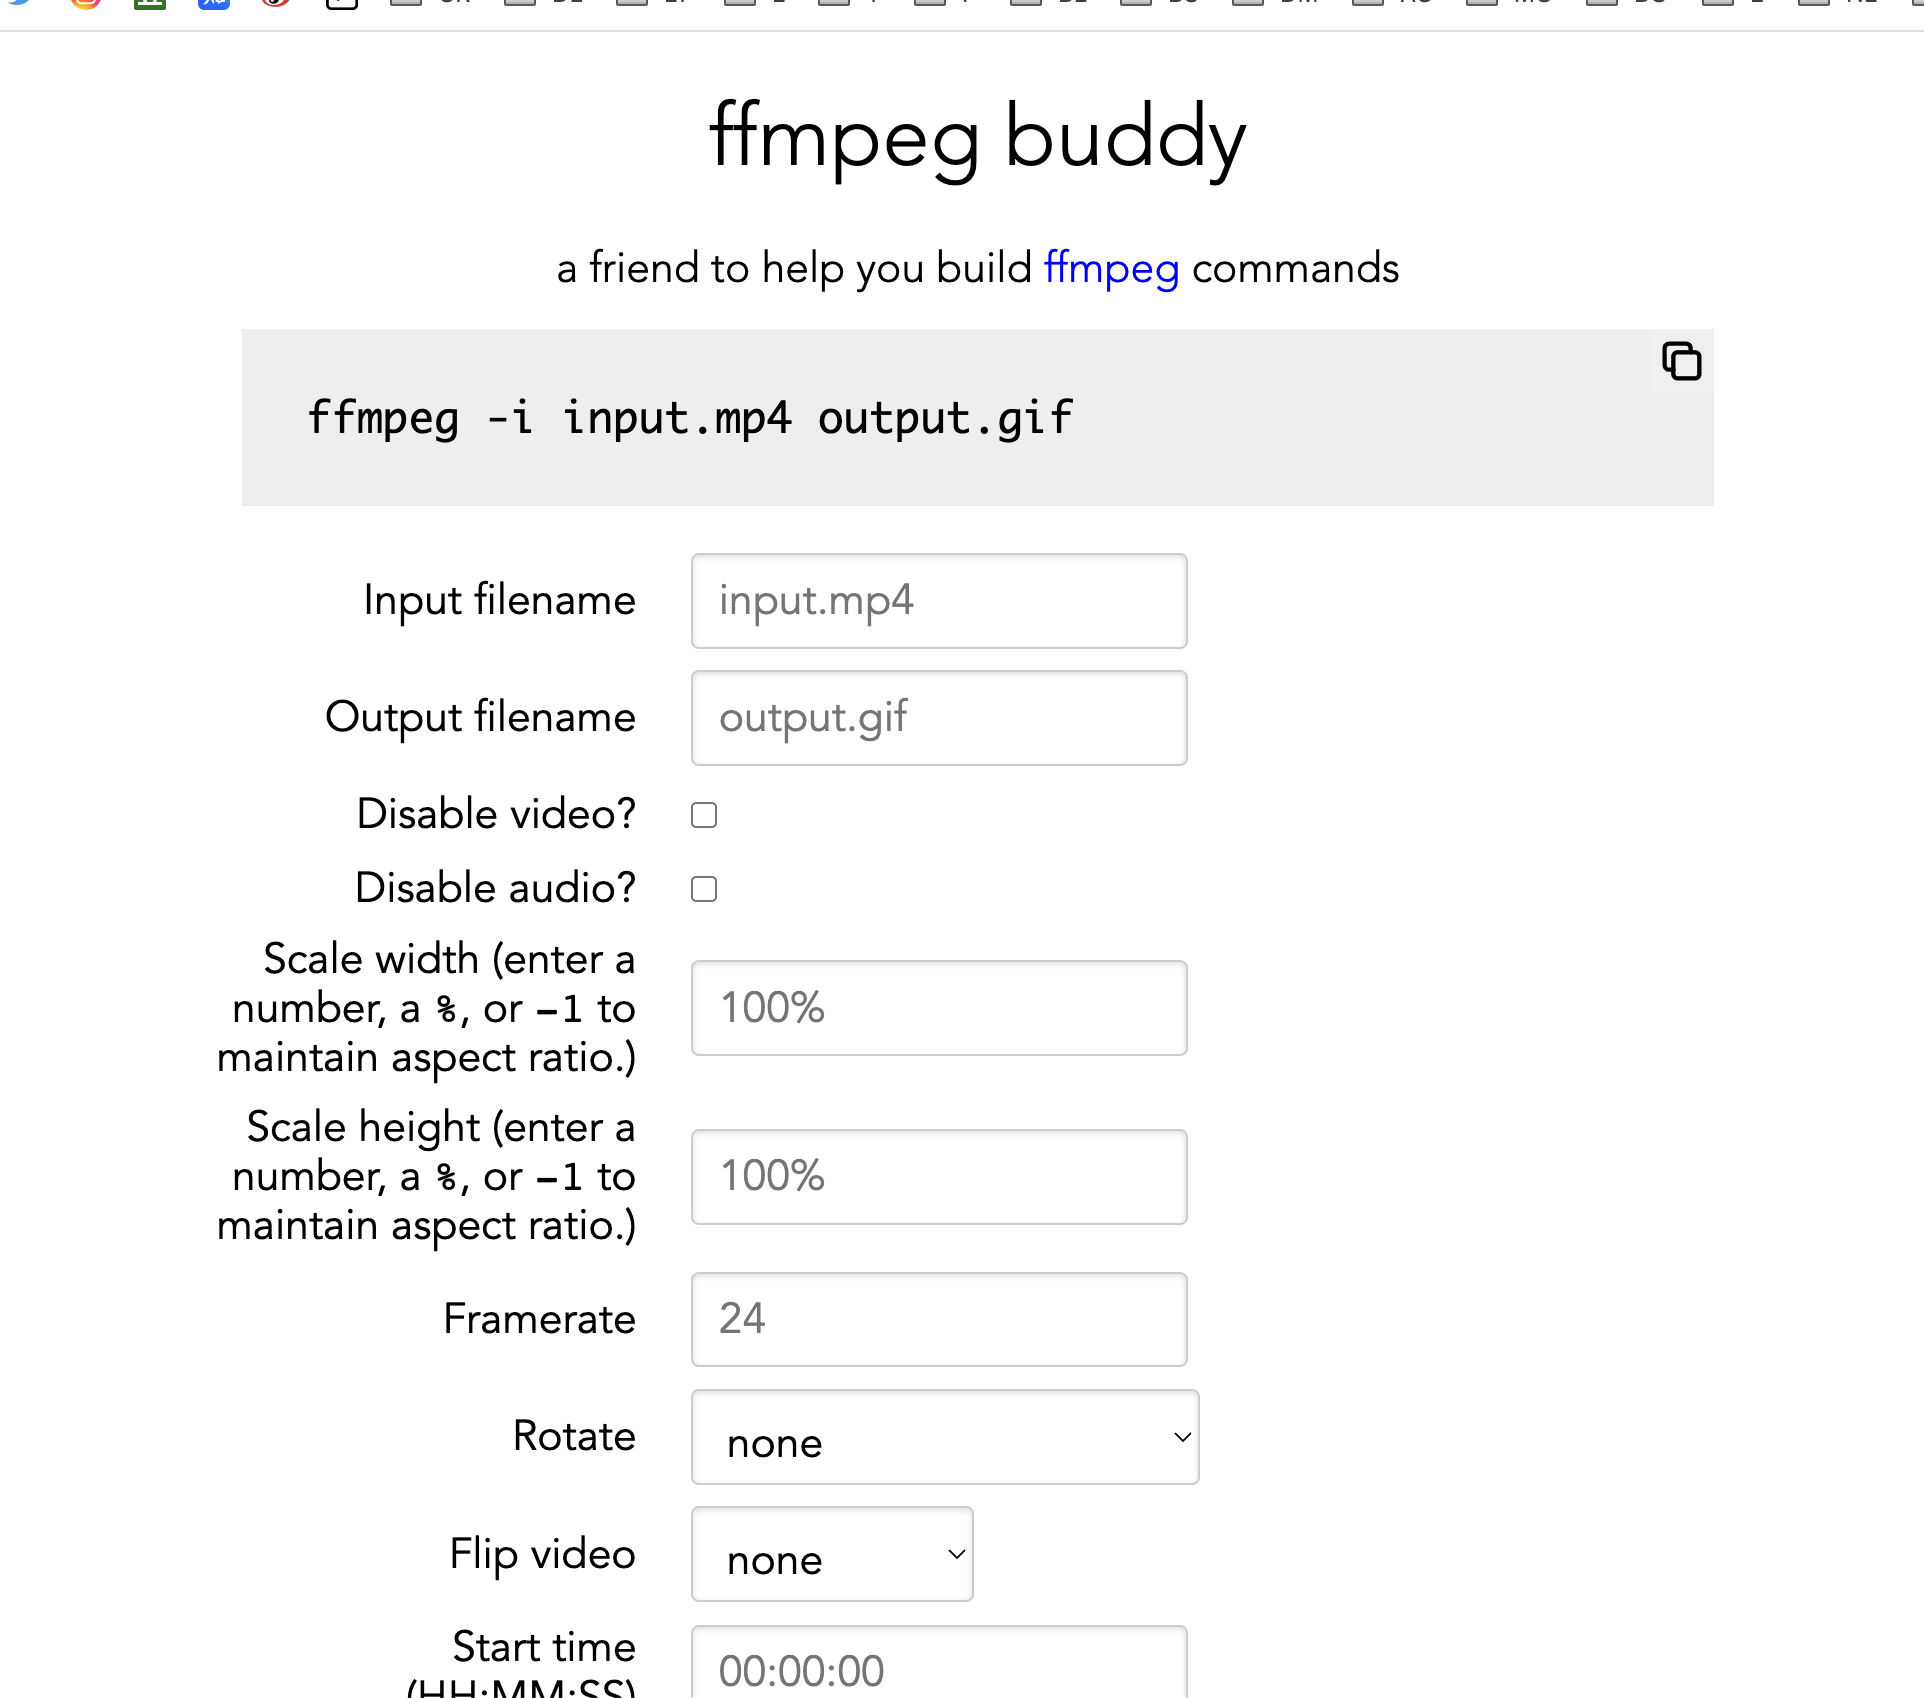 ffmpeg buddy
a friend to help you build ffmpeg commands
ffmpeg -i input.mp4 output.gif
Input filename
input.mp4
Output filename
output.gif
Disable video?
Disable audio?
Scale width (enter a
number, a %, or -1 to
maintain aspect ratio.)
100%
Scale height (enter a
number, a %, or -1 to
maintain aspect ratio.)
100%
Framerate
24
Rotate
none
Flip video
none
Start time
(HH:MM:SS)
00:00:00